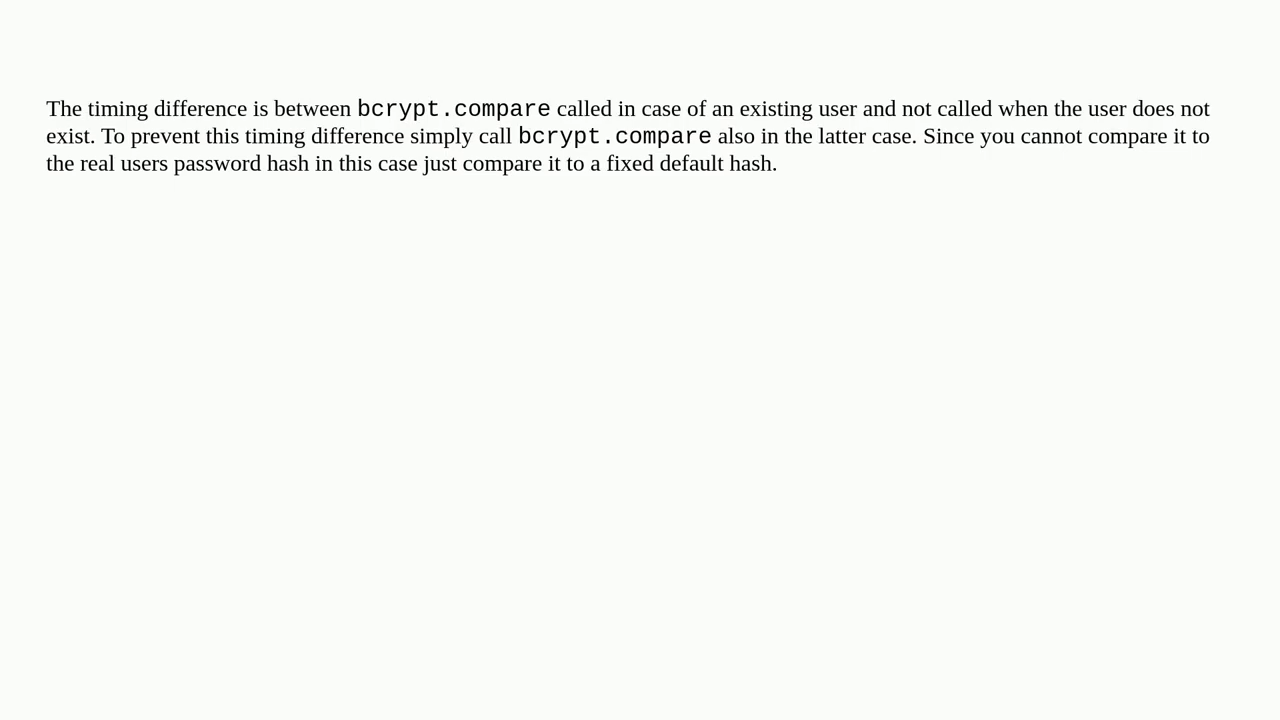 The timing difference is between bcrypt.compare called in case of an existing user and not called when the user does not
exist. To prevent this timing difference simply call bcrypt.compare also in the latter case. Since you cannot compare it to
the real users password hash in this case just compare it to a fixed default hash.